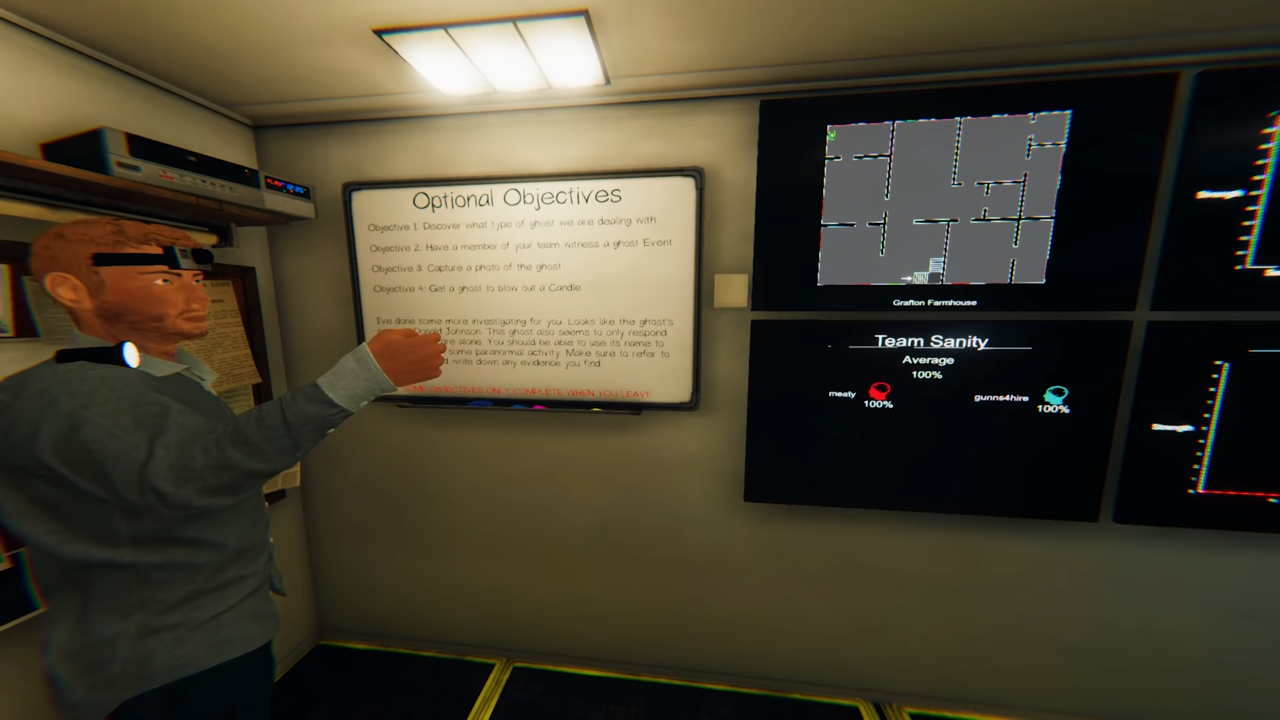 Optional Objectives
Objective 1: Discover what type of ghost we are dealing with
Objective 2: Have a member of your team witness a ghost Event
Objective 3: Capture a photo of the ghost
Objective 4: Get a ghost to blow out a Candle
I've done some more investigating for you. Looks like the ghost's
Donald Johnson. This ghost also seems to only respond
are alone. You should be able to use its name to
some paranormal activity. Make sure to refer to
write down any evidence you find
OBJECTIVES ONLY COMPLETE WHEN YOU LEAVE
Grafton Farmhouse
Team Sanity
Average
100%
meaty
100%
gunns4hire
100%